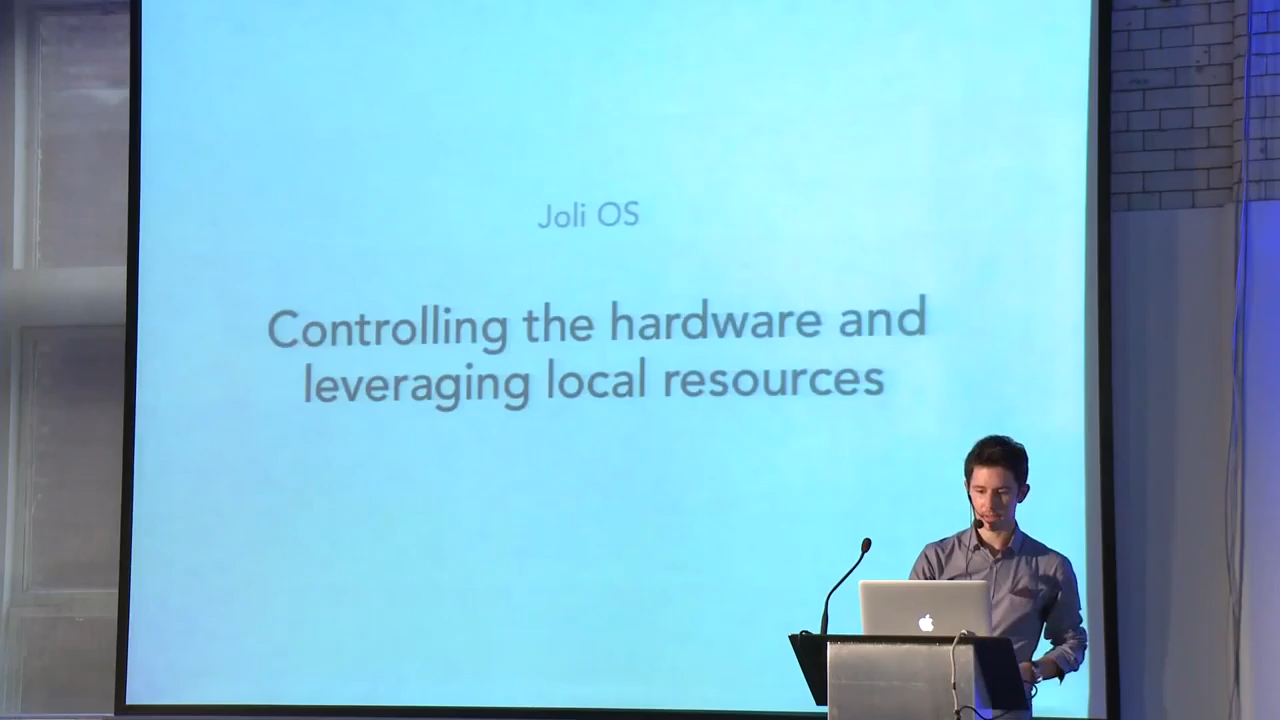 Joli OS
Controlling the hardware and
leveraging local resources